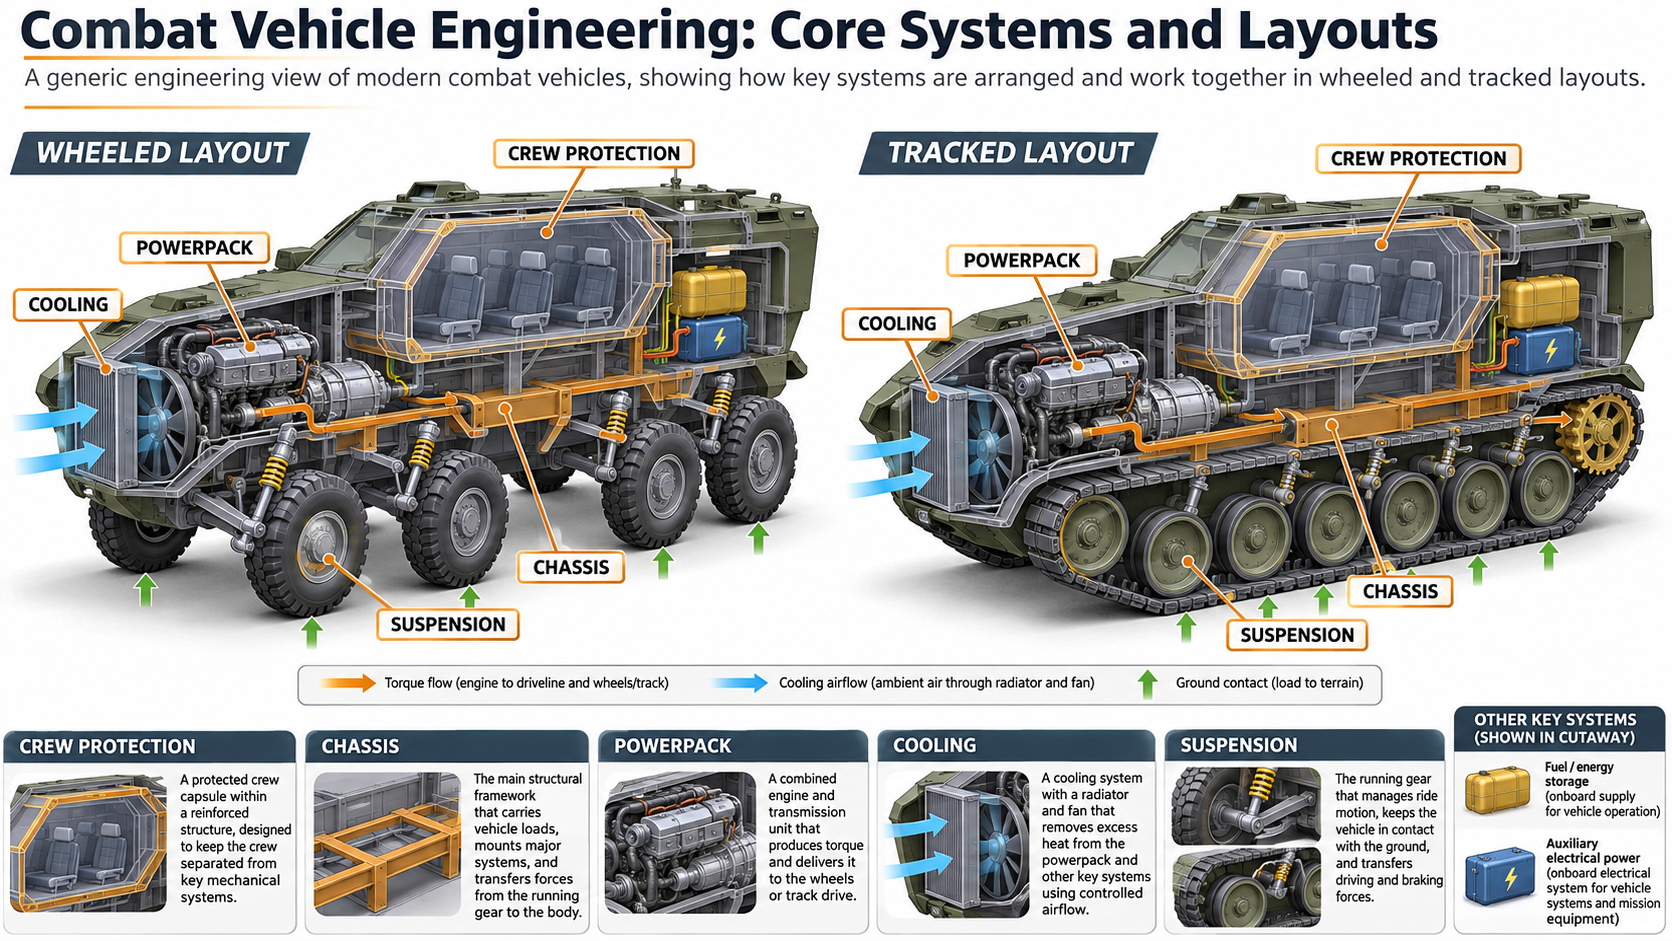 Combat Vehicle Engineering: Core Systems and Layouts
A generic engineering view of modern combat vehicles, showing how key systems are arranged and work together in wheeled and tracked layouts.
WHEELED LAYOUT
CREW PROTECTION
POWERPACK
COOLING
CHASSIS
SUSPENSION
TRACKED LAYOUT
CREW PROTECTION
POWERPACK
COOLING
CHASSIS
SUSPENSION
Torque flow (engine to driveline and wheels/track)
Cooling airflow (ambient air through radiator and fan)
Ground contact (load to terrain)
CREW PROTECTION
A protected crew
capsule within
a reinforced
structure, designed
to keep the crew
separated from
key mechanical
systems.
CHASSIS
The main structural
framework
that carries
vehicle loads,
mounts major
systems, and
transfers forces
from the running
gear to the body.
POWERPACK
A combined
engine and
transmission
unit that
produces torque
and delivers it
to the wheels
or track drive.
COOLING
A cooling system
with a radiator
and fan that
removes excess
heat from the
powerpack and
other key systems
using controlled
airflow.
SUSPENSION
The running gear
that manages ride
motion, keeps the
vehicle in contact
with the ground,
and transfers
driving and braking
forces.
OTHER KEY SYSTEMS
(SHOWN IN CUTAWAY)
Fuel / energy
storage
(onboard supply
for vehicle operation)
Auxiliary
electrical power
(onboard electrical
system for vehicle
systems and mission
equipment)